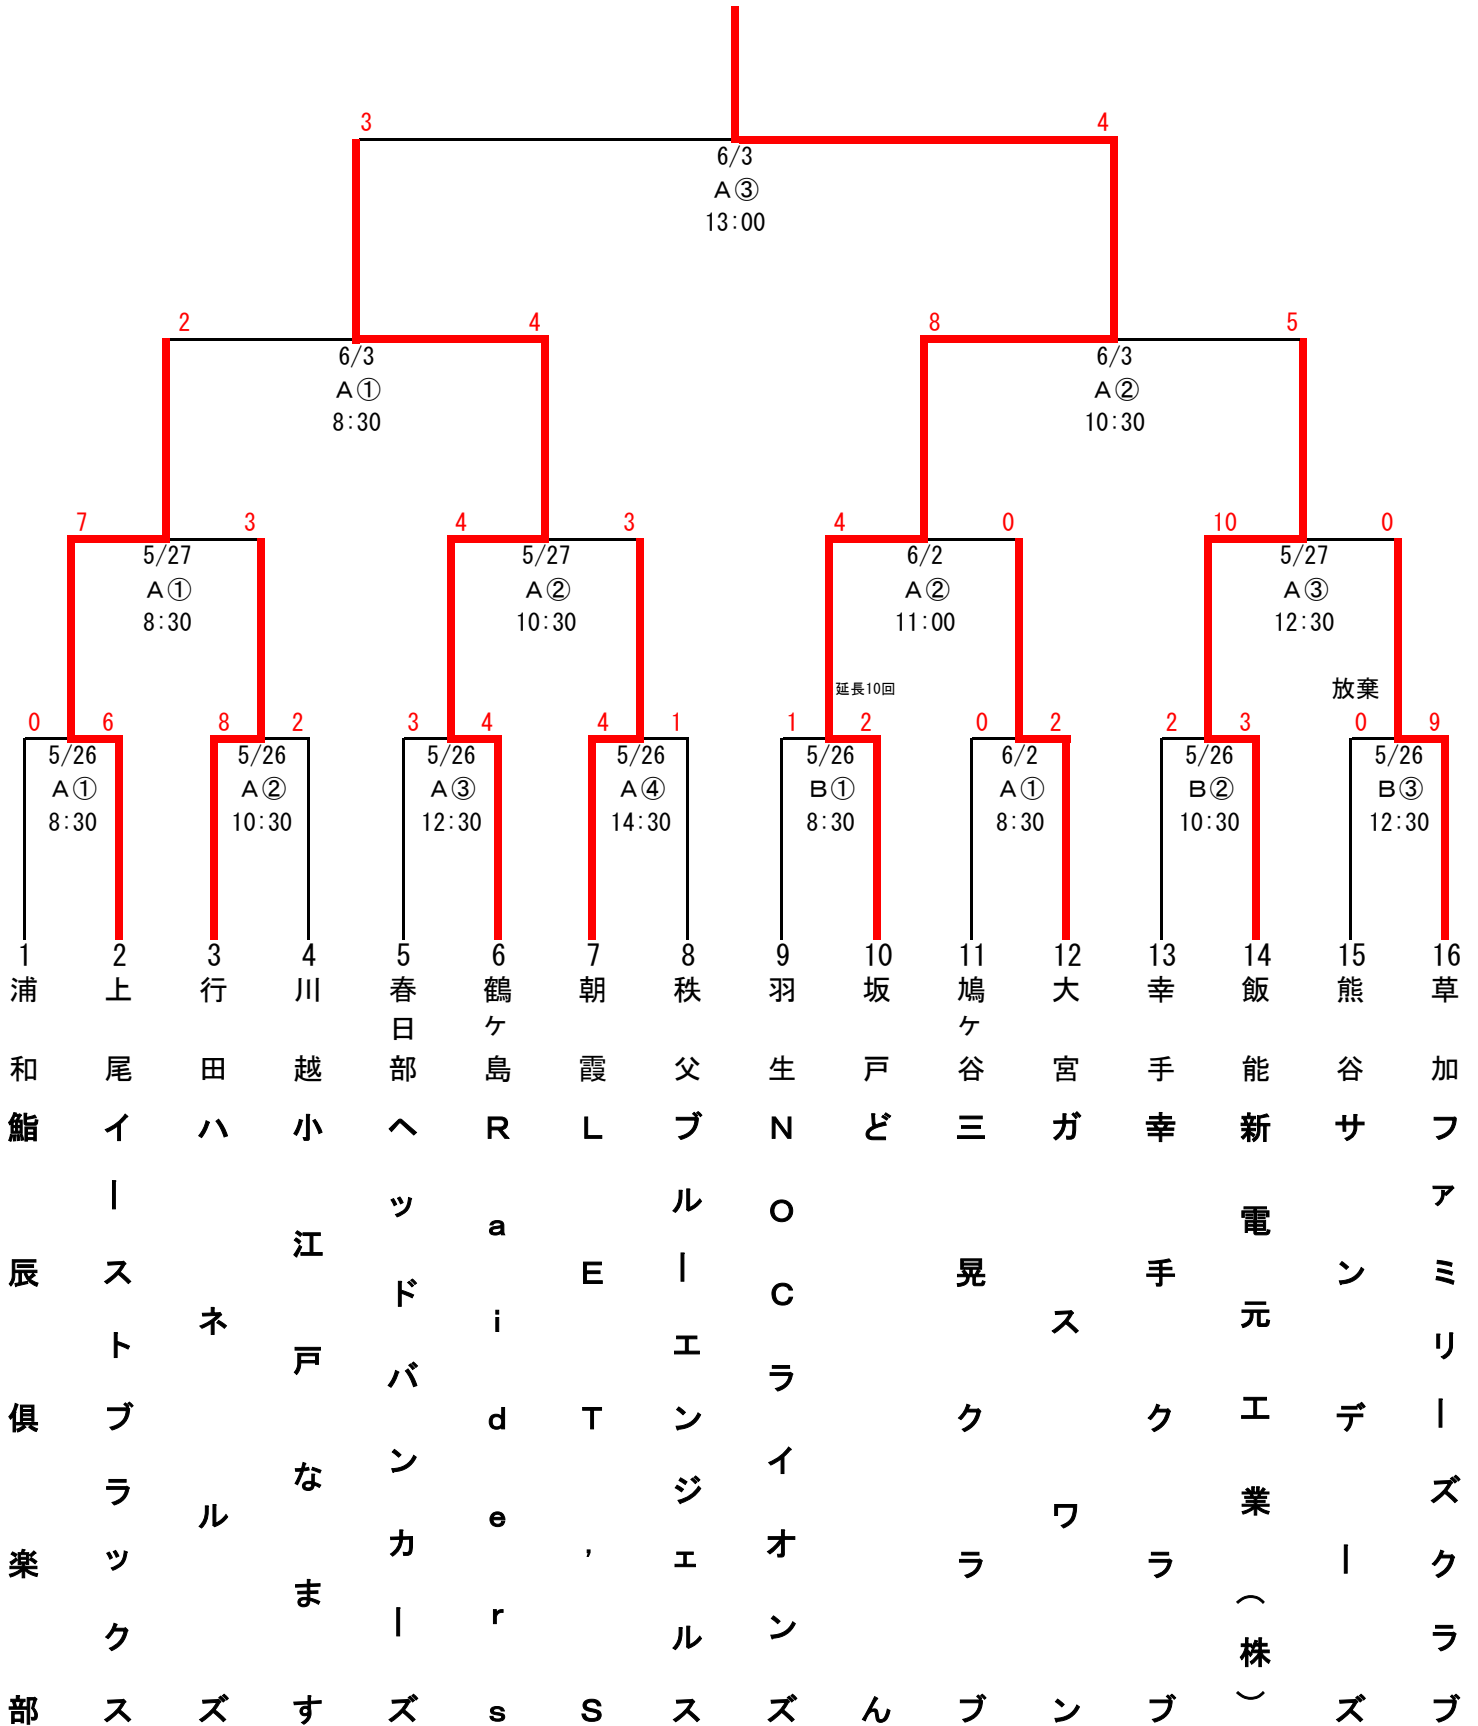 3 4
6/3
A③
13:00
2 4 8 5
6/3 6/3
A① A②
8:30 10:30
7 3 4 3 4 0 10 0
5/27 5/27 6/2 5/27
A① A② A② A③
8:30 10:30 11:00 12:30
延長10回 放棄
0 6 8 2 3 4 4 1 1 2 0 2 2 3 0 9
5/26 5/26 5/26 5/26 5/26 6/2 5/26 5/26
A① A② A③ A④ B① A① B② B③
8:30 10:30 12:30 14:30 8:30 8:30 10:30 12:30
1 2 3 4 5 6 7 8 9 10 11 12 13 14 15 16
浦和
上尾
行田
川越
春日部
鶴ケ島
朝霞
秩父
羽生
坂戸
鳩ケ谷
大宮
幸手
飯能
熊谷
草加
鮨辰倶楽部
イーストブラックス
ハネルズ
小江戸なます
ヘッドバンカーズ
Raiders
LET'S
ブルーエンジェルス
NOCライオンズ
どん
三晃クラブ
ガスワン
幸手クラブ
新電元工業(株)
サンデーズ
ファミリーズクラブ